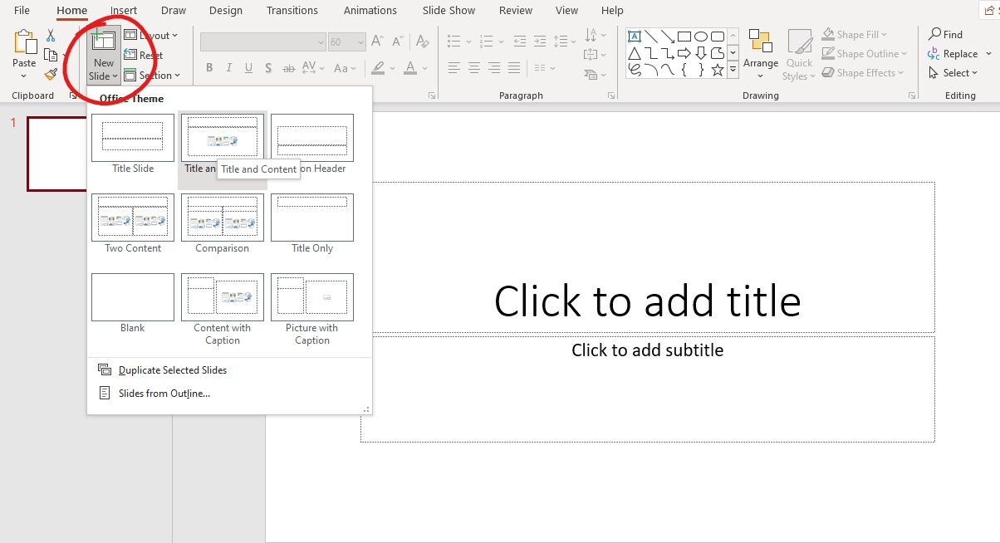 File Home Insert Draw Design Transitions Animations Slide Show Review View Help
Paste
New
Slide
Layout
Reset
Section
60
B I U S ab AV Aa A
Shape Fill
Shape Outline
Shape Effects
Arrange
Quick
Styles
Find
Replace
Select
Clipboard
Paragraph
Drawing
Editing
Office Theme
1
Title Slide
Title an
Title and Content
on Header
Two Content
Comparison
Title Only
Blank
Content with
Caption
Picture with
Caption
Duplicate Selected Slides
Slides from Outline...
Click to add title
Click to add subtitle